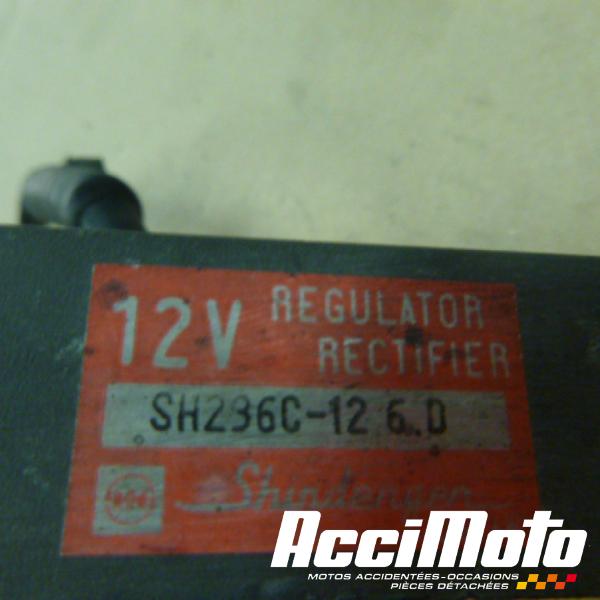 12V REGULATOR
RECTIFIER
SH236C-12 6.D
Shindengen
AcciMoto
MOTOS ACCIDENTÉES-OCCASIONS
PIÈCES DÉTACHÉES